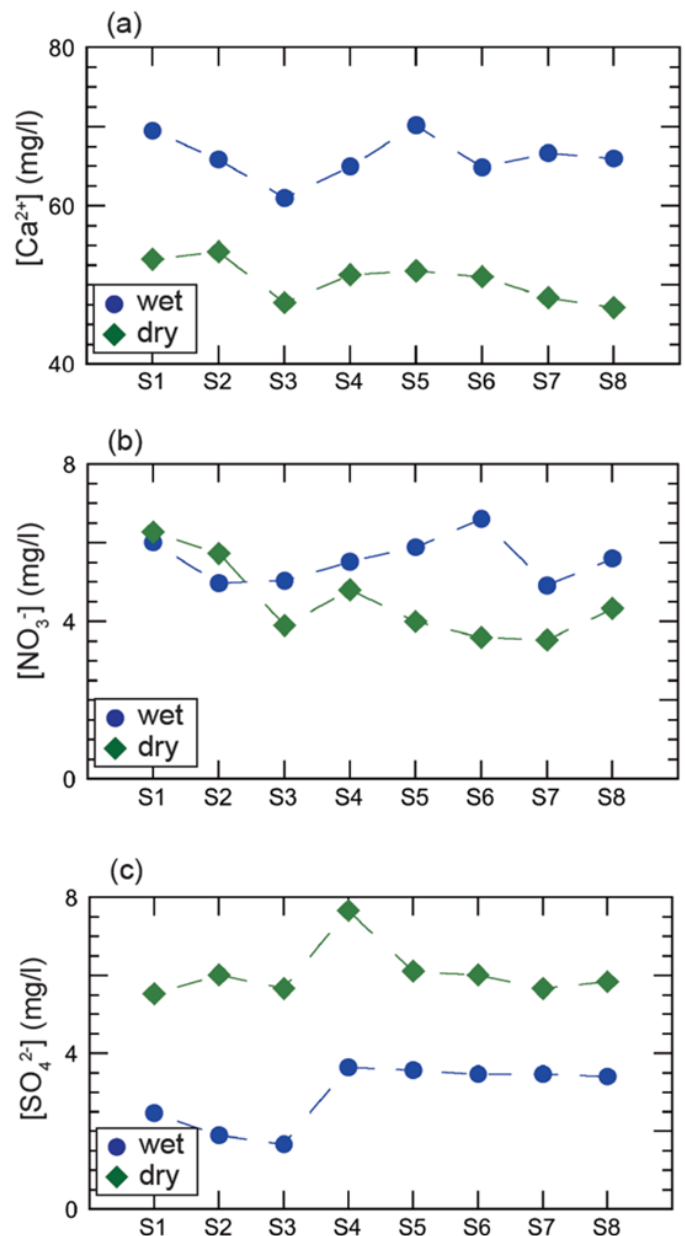 (a)
80
60
40
[Ca²⁺] (mg/l)
wet
dry
S1 S2 S3 S4 S5 S6 S7 S8
(b)
8
4
0
[NO₃⁻] (mg/l)
wet
dry
S1 S2 S3 S4 S5 S6 S7 S8
(c)
8
4
0
[SO₄²⁻] (mg/l)
wet
dry
S1 S2 S3 S4 S5 S6 S7 S8